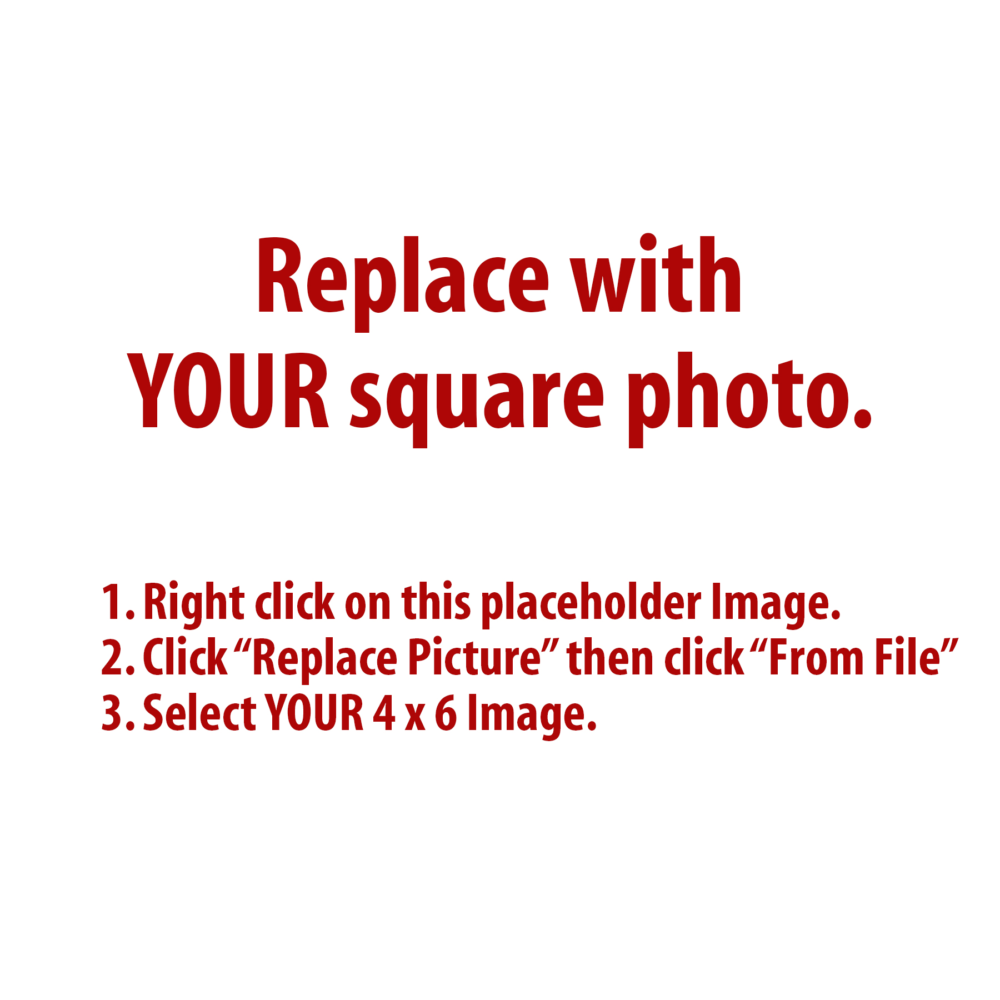 Replace with
YOUR square photo.
1. Right click on this placeholder Image.
2. Click “Replace Picture” then click “From File”
3. Select YOUR 4 x 6 Image.